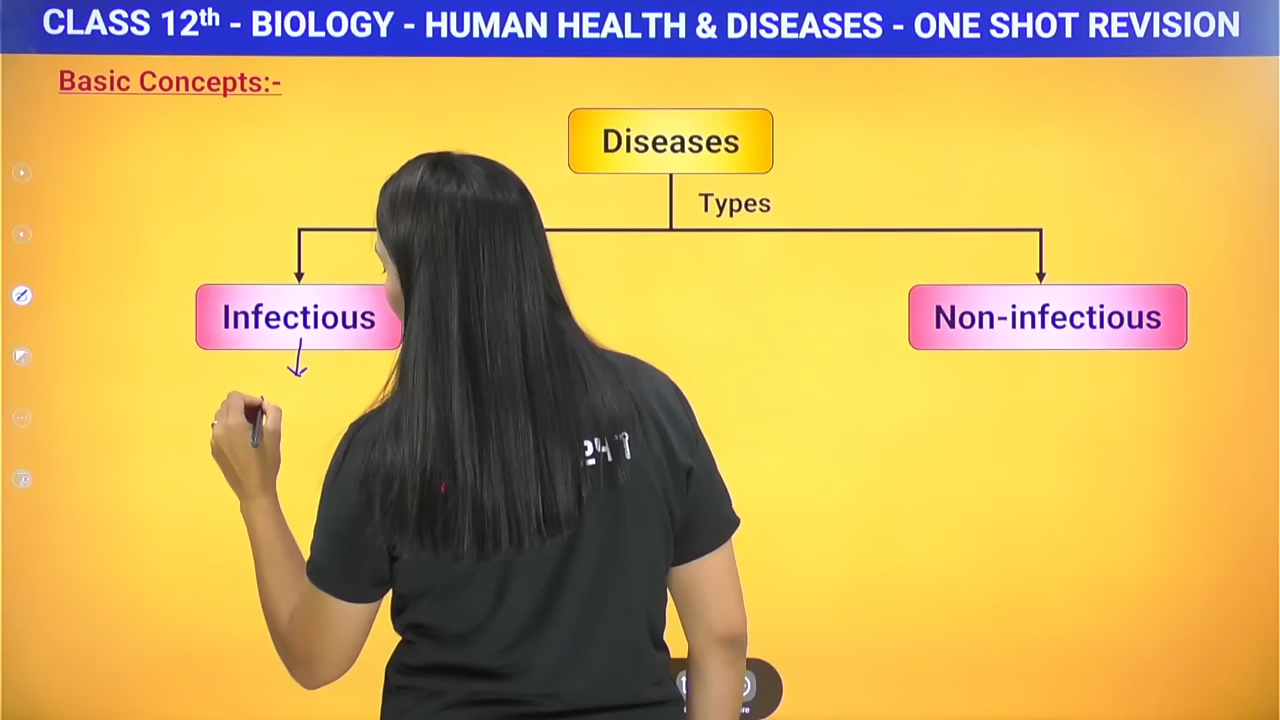 CLASS 12th - BIOLOGY - HUMAN HEALTH & DISEASES - ONE SHOT REVISION
Basic Concepts:-
Diseases
Types
Infectious
Non-infectious